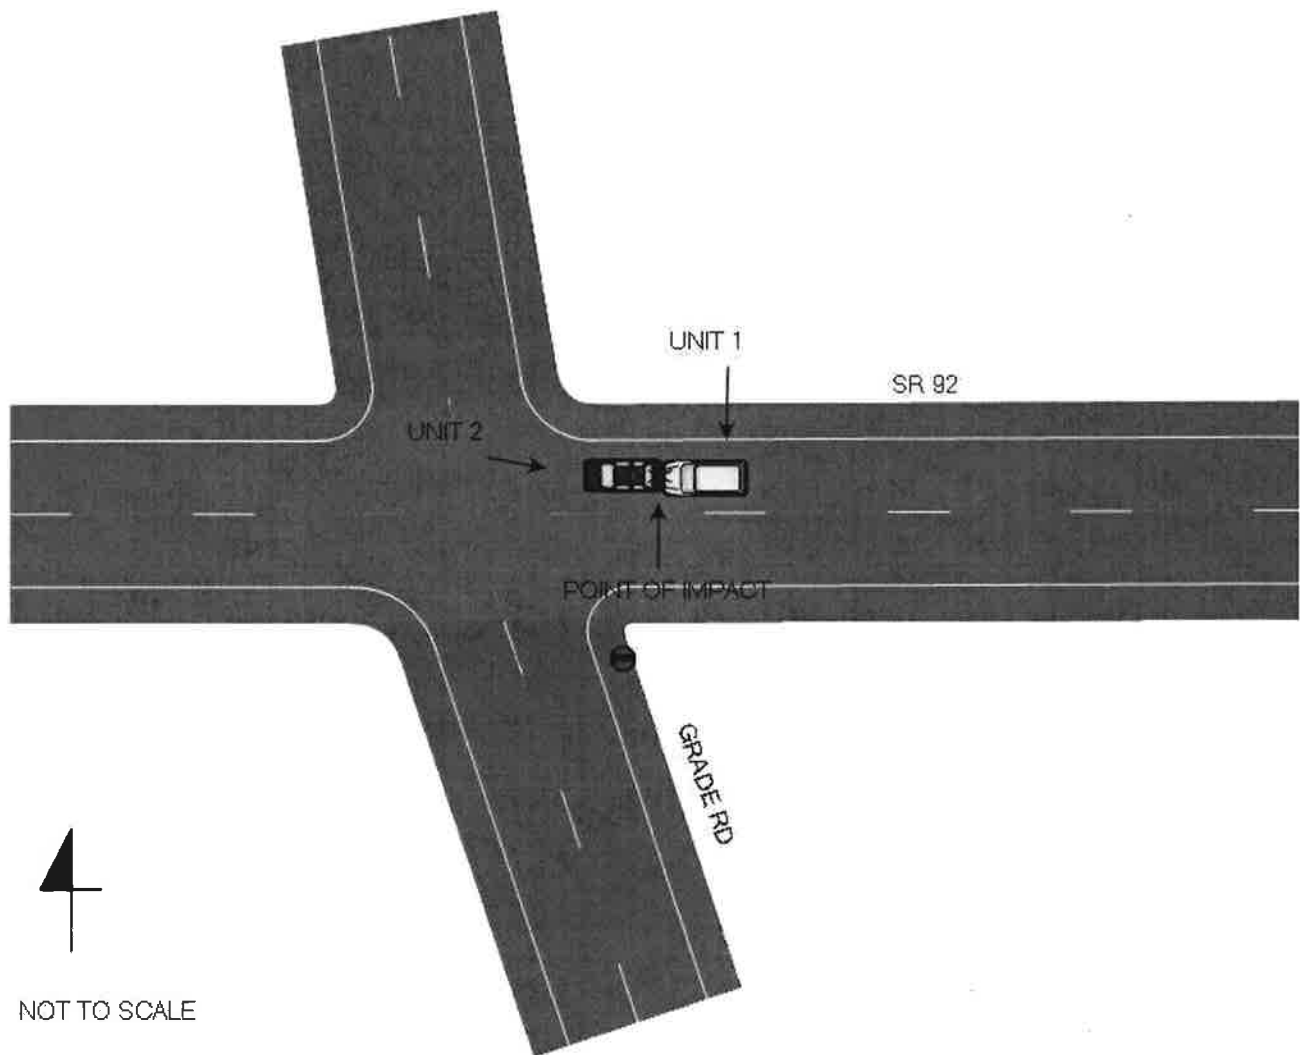 UNIT 1
SR 92
UNIT 2
POINT OF IMPACT
GRADE RD
NOT TO SCALE